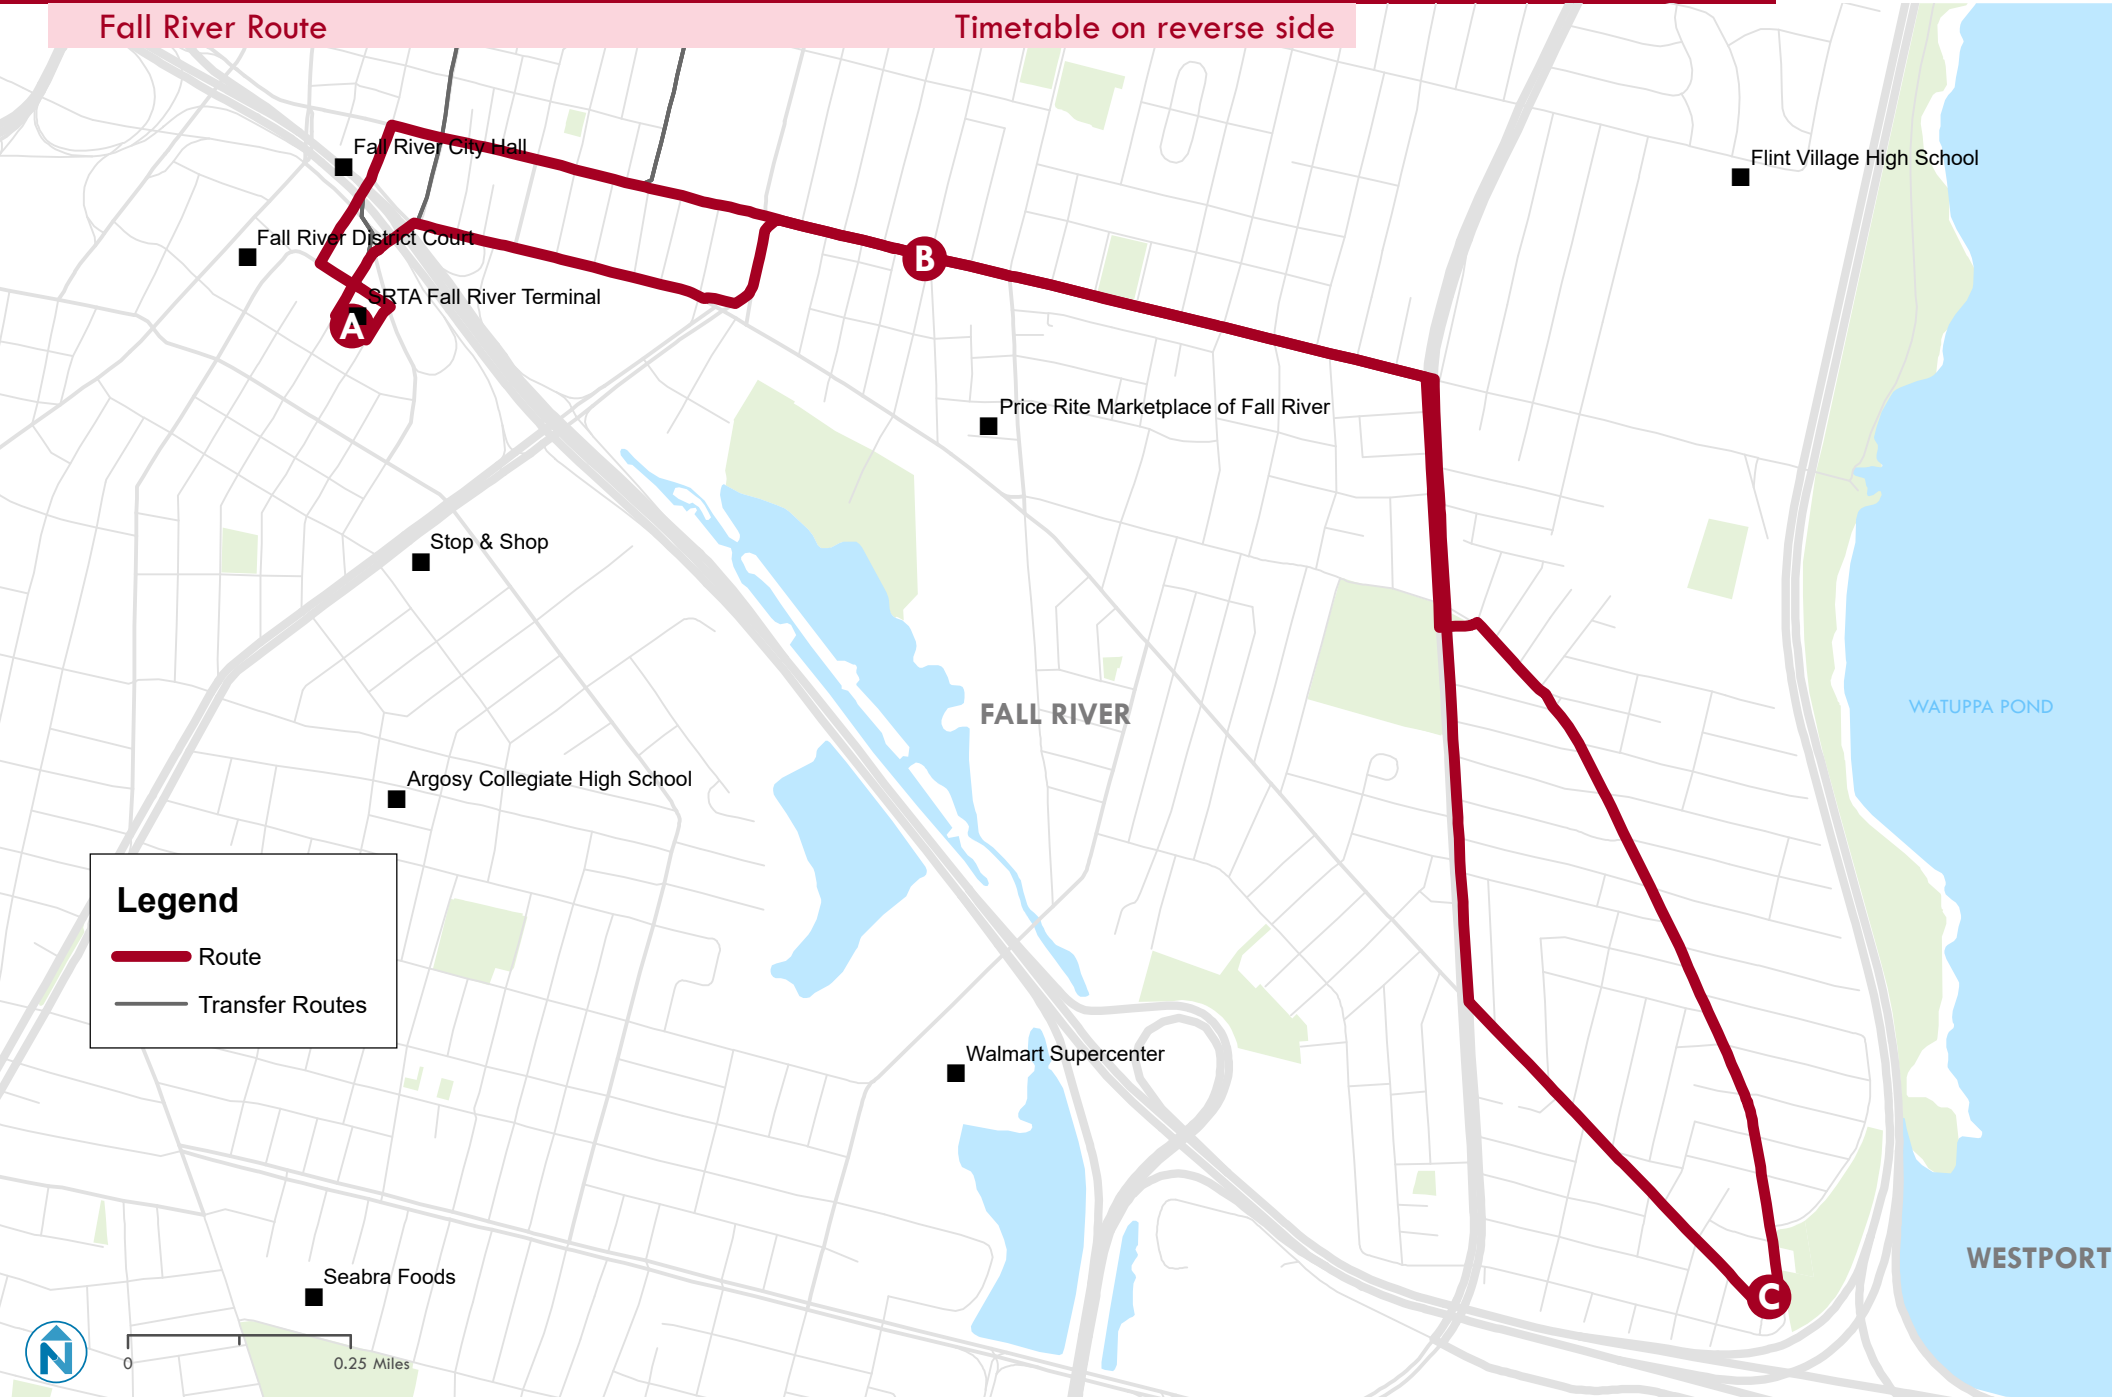 Fall River Route
Timetable on reverse side
Fall River City Hall
Flint Village High School
Fall River District Court
B
SRTA Fall River Terminal
A
Price Rite Marketplace of Fall River
Stop & Shop
WATUPPA POND
FALL RIVER
Argosy Collegiate High School
Legend
Route
Transfer Routes
Walmart Supercenter
WESTPORT
Seabra Foods
C
N
0
0.25 Miles